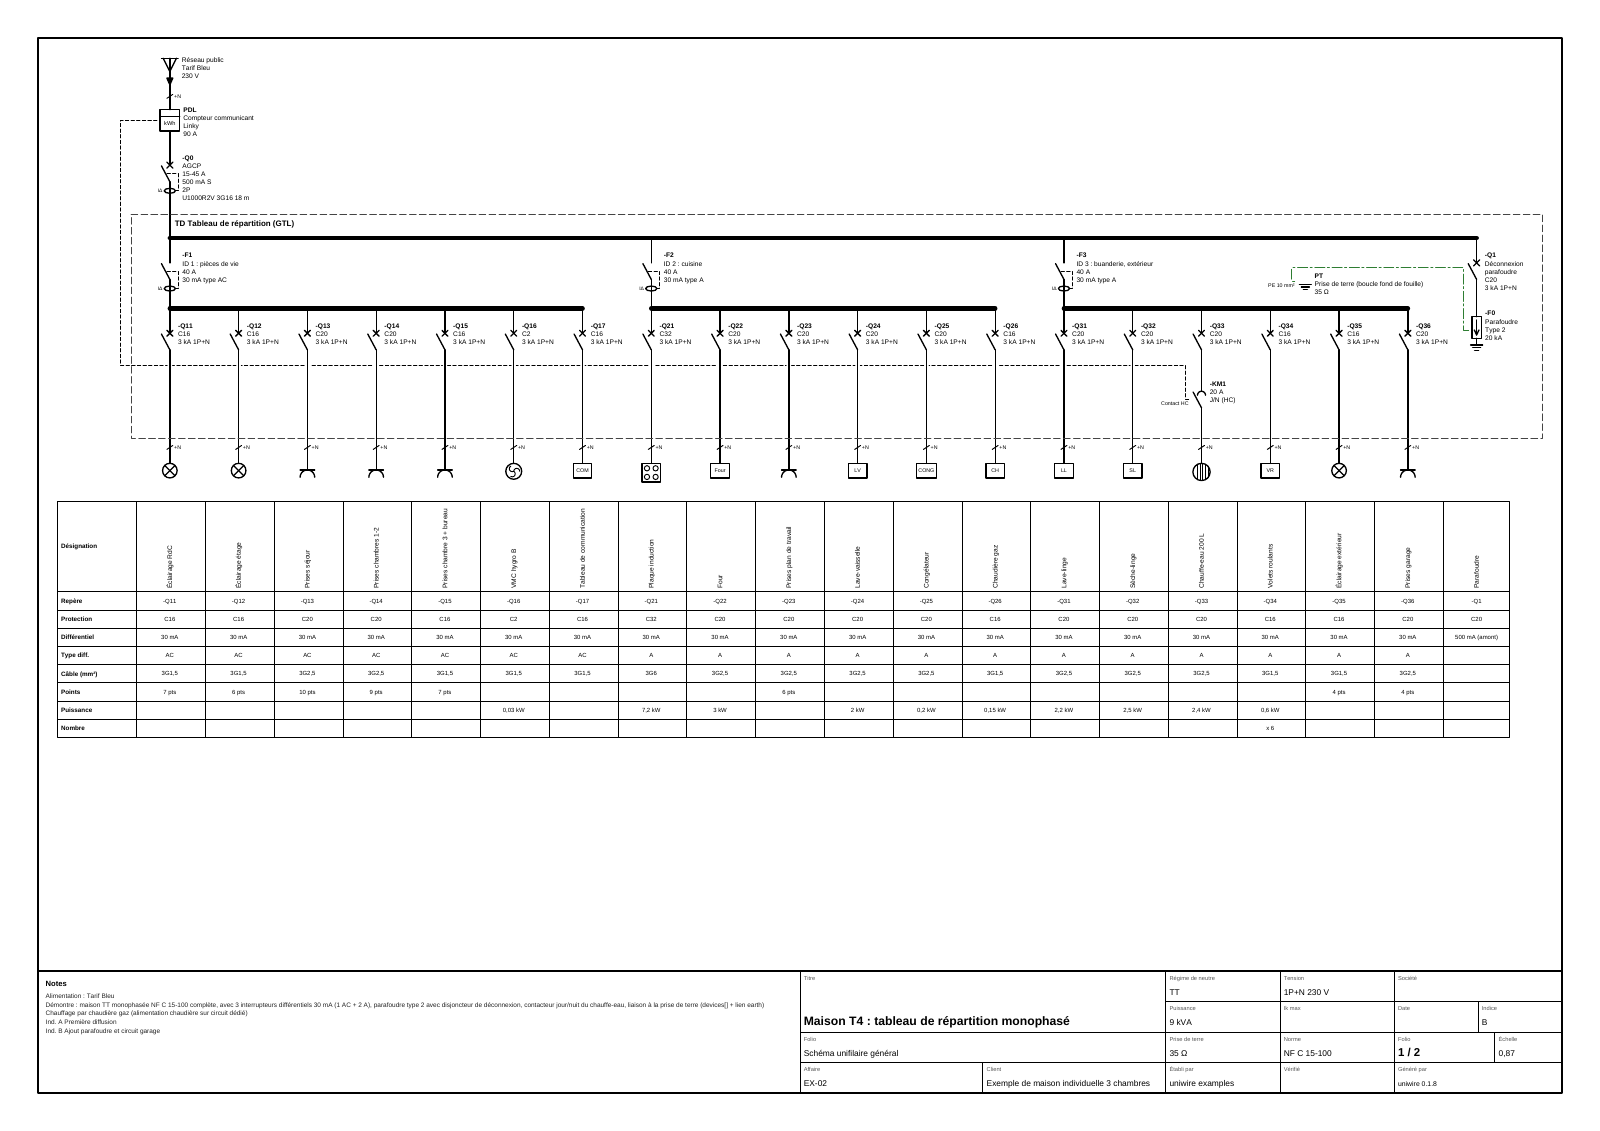 Réseau public
Tarif Bleu
230 V
+N
PDL
Compteur communicant
Linky
90 A
kWh
-Q0
AGCP
15-45 A
500 mA S
2P
U1000R2V 3G16 18 m
IΔ
TD Tableau de répartition (GTL)
-F1
ID 1 : pièces de vie
40 A
30 mA type AC
IΔ
-F2
ID 2 : cuisine
40 A
30 mA type A
IΔ
-F3
ID 3 : buanderie, extérieur
40 A
30 mA type A
IΔ
PE 10 mm²
PT
Prise de terre (boucle fond de fouille)
35 Ω
-Q1
Déconnexion
parafoudre
C20
3 kA 1P+N
-F0
Parafoudre
Type 2
20 kA
-Q11
C16
3 kA 1P+N
-Q12
C16
3 kA 1P+N
-Q13
C20
3 kA 1P+N
-Q14
C20
3 kA 1P+N
-Q15
C16
3 kA 1P+N
-Q16
C2
3 kA 1P+N
-Q17
C16
3 kA 1P+N
-Q21
C32
3 kA 1P+N
-Q22
C20
3 kA 1P+N
-Q23
C20
3 kA 1P+N
-Q24
C20
3 kA 1P+N
-Q25
C20
3 kA 1P+N
-Q26
C16
3 kA 1P+N
-Q31
C20
3 kA 1P+N
-Q32
C20
3 kA 1P+N
-Q33
C20
3 kA 1P+N
-Q34
C16
3 kA 1P+N
-Q35
C16
3 kA 1P+N
-Q36
C20
3 kA 1P+N
-KM1
20 A
J/N (HC)
Contact HC
+N +N +N +N +N +N +N +N +N +N +N +N +N +N +N +N +N +N +N
COM Four LV CONG CH LL SL VR
Désignation Éclairage RdC Éclairage étage Prises séjour Prises chambres 1-2 Prises chambre 3 + bureau VMC hygro B Tableau de communication Plaque induction Four Prises plan de travail Lave-vaisselle Congélateur Chaudière gaz Lave-linge Sèche-linge Chauffe-eau 200 L Volets roulants Éclairage extérieur Prises garage Parafoudre
Repère -Q11 -Q12 -Q13 -Q14 -Q15 -Q16 -Q17 -Q21 -Q22 -Q23 -Q24 -Q25 -Q26 -Q31 -Q32 -Q33 -Q34 -Q35 -Q36 -Q1
Protection C16 C16 C20 C20 C16 C2 C16 C32 C20 C20 C20 C20 C16 C20 C20 C20 C16 C16 C20 C20
Différentiel 30 mA 30 mA 30 mA 30 mA 30 mA 30 mA 30 mA 30 mA 30 mA 30 mA 30 mA 30 mA 30 mA 30 mA 30 mA 30 mA 30 mA 30 mA 30 mA 500 mA (amont)
Type diff. AC AC AC AC AC AC AC A A A A A A A A A A A A
Câble (mm²) 3G1,5 3G1,5 3G2,5 3G2,5 3G1,5 3G1,5 3G1,5 3G6 3G2,5 3G2,5 3G2,5 3G2,5 3G1,5 3G2,5 3G2,5 3G2,5 3G1,5 3G1,5 3G2,5
Points 7 pts 6 pts 10 pts 9 pts 7 pts 6 pts 4 pts 4 pts
Puissance 0,03 kW 7,2 kW 3 kW 2 kW 0,2 kW 0,15 kW 2,2 kW 2,5 kW 2,4 kW 0,6 kW
Nombre x 6
Notes
Alimentation : Tarif Bleu
Démontre : maison TT monophasée NF C 15-100 complète, avec 3 interrupteurs différentiels 30 mA (1 AC + 2 A), parafoudre type 2 avec disjoncteur de déconnexion, contacteur jour/nuit du chauffe-eau, liaison à la prise de terre (devices[] + lien earth)
Chauffage par chaudière gaz (alimentation chaudière sur circuit dédié)
Ind. A Première diffusion
Ind. B Ajout parafoudre et circuit garage
Titre
Maison T4 : tableau de répartition monophasé
Folio
Schéma unifilaire général
Affaire
EX-02
Client
Exemple de maison individuelle 3 chambres
Régime de neutre
TT
Tension
1P+N 230 V
Société
Puissance
9 kVA
Ik max
Date
Indice
B
Prise de terre
35 Ω
Norme
NF C 15-100
Folio
1 / 2
Échelle
0,87
Établi par
uniwire examples
Vérifié
Généré par
uniwire 0.1.8